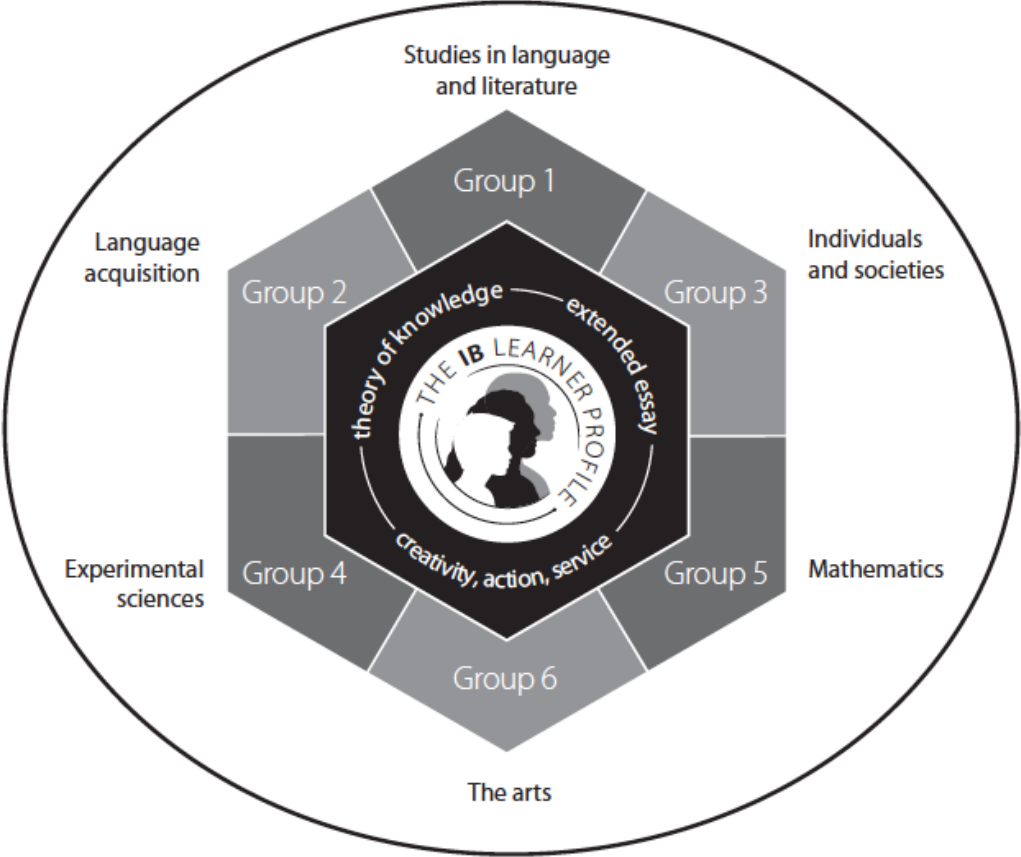 Studies in language
and literature
Group 1
Language
acquisition
Group 2
Individuals
and societies
Group 3
theory of knowledge
extended essay
THE IB LEARNER PROFILE
creativity, action, service
Experimental
sciences
Group 4
Group 5
Mathematics
Group 6
The arts